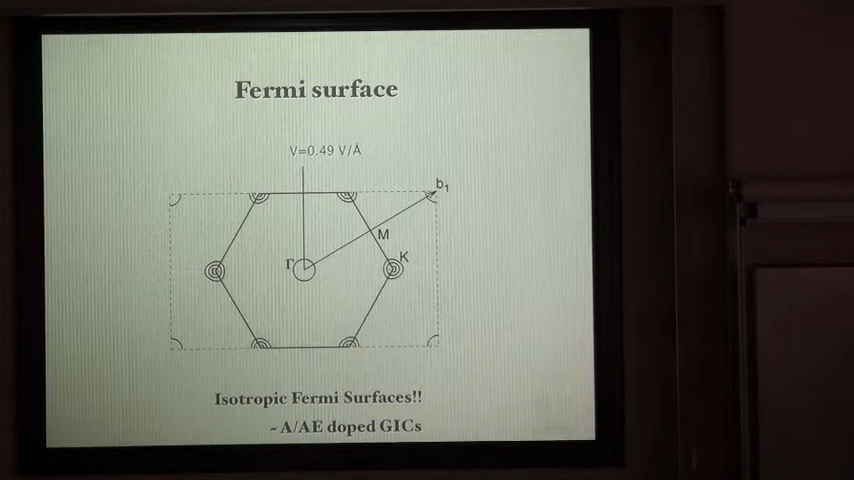 Fermi surface
V=0.49 V/Å
b1
M
Γ
K
Isotropic Fermi Surfaces!!
~ A/AE doped GICs